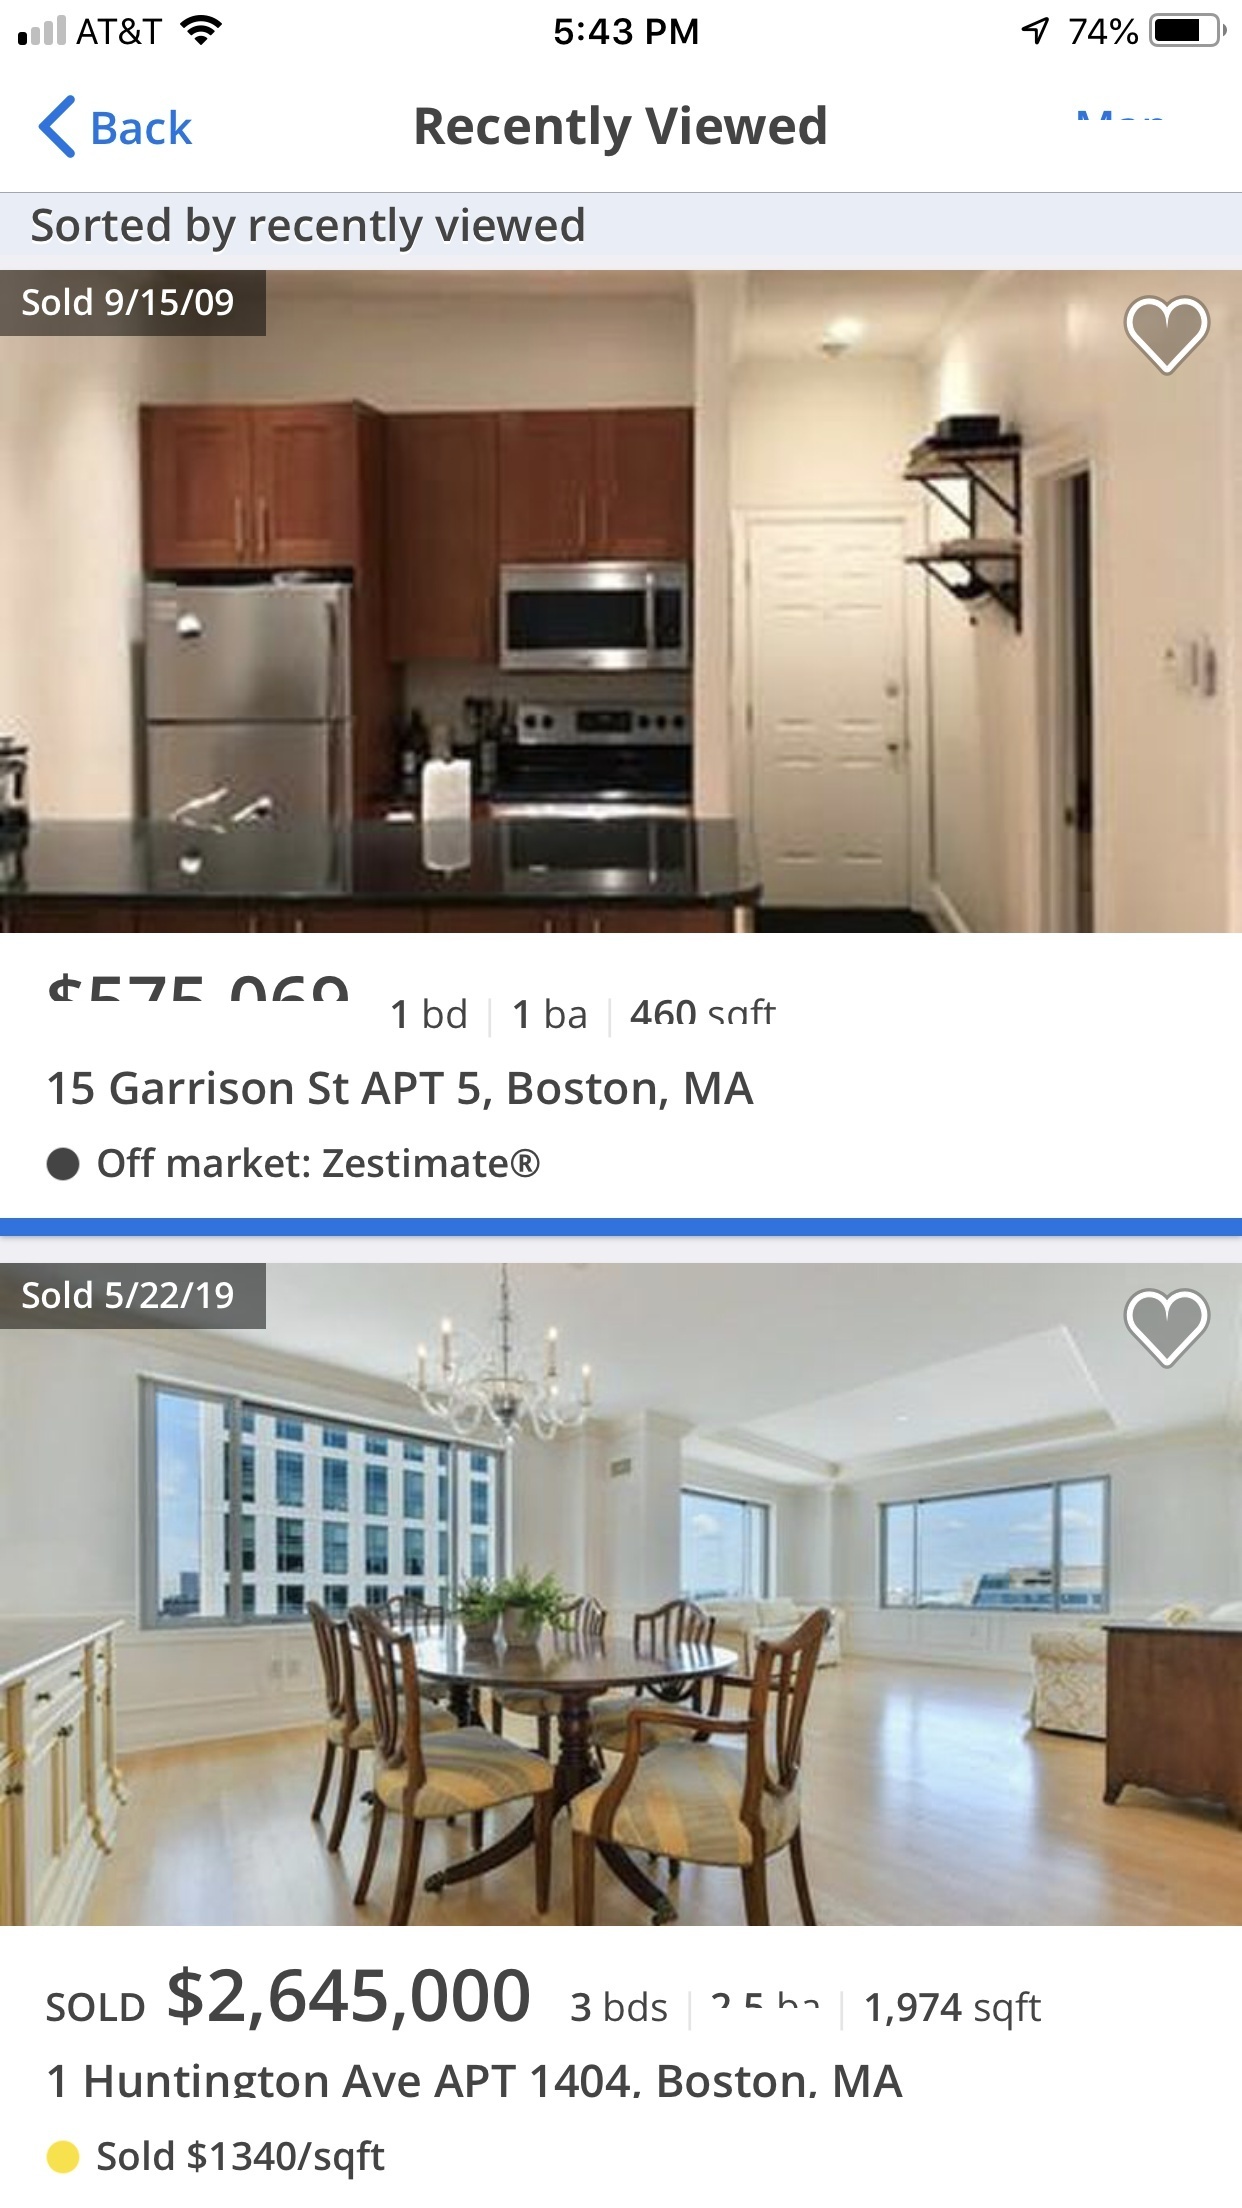 AT&T 5:43 PM 74%
Back Recently Viewed
Sorted by recently viewed
Sold 9/15/09
1 bd | 1 ba | 460 sqft
15 Garrison St APT 5, Boston, MA
Off market: Zestimate®
Sold 5/22/19
SOLD $2,645,000 3 bds | 2.5 ba | 1,974 sqft
1 Huntington Ave APT 1404, Boston, MA
Sold $1340/sqft